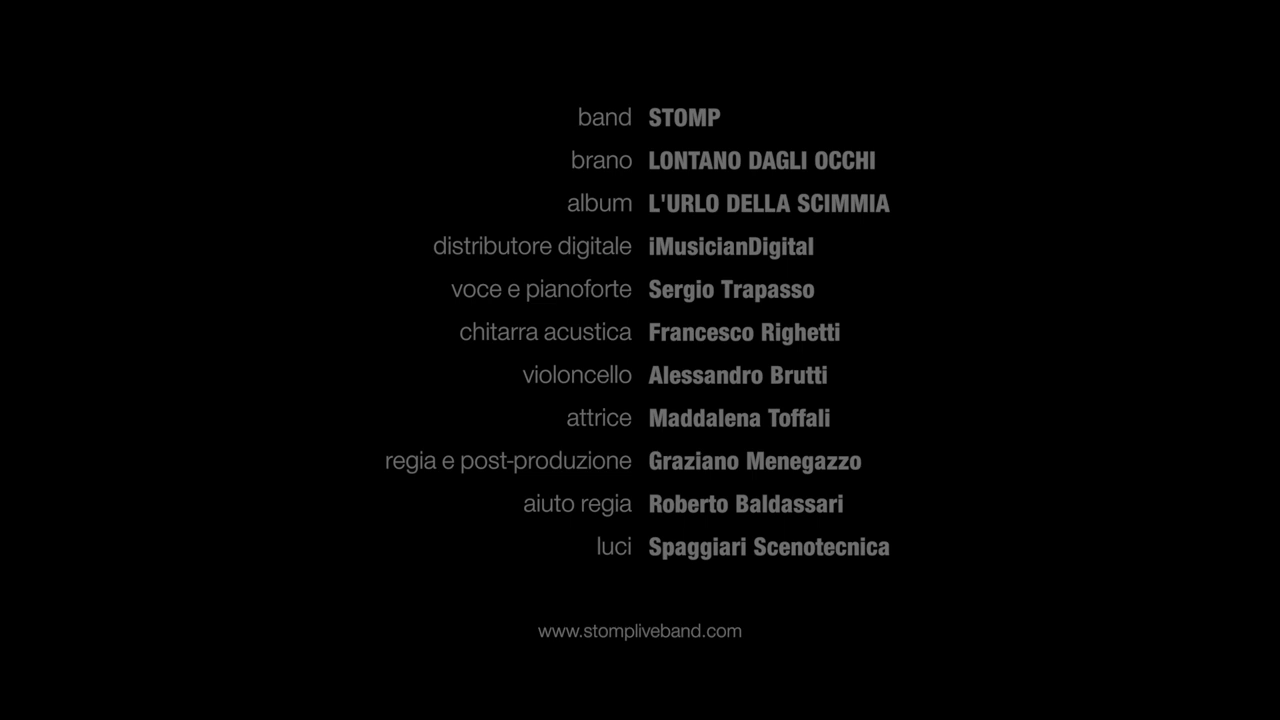 band STOMP
brano LONTANO DAGLI OCCHI
album L'URLO DELLA SCIMMIA
distributore digitale iMusicianDigital
voce e pianoforte Sergio Trapasso
chitarra acustica Francesco Righetti
violoncello Alessandro Brutti
attrice Maddalena Toffali
regia e post-produzione Graziano Menegazzo
aiuto regia Roberto Baldassari
luci Spaggiari Scenotecnica
www.stompliveband.com